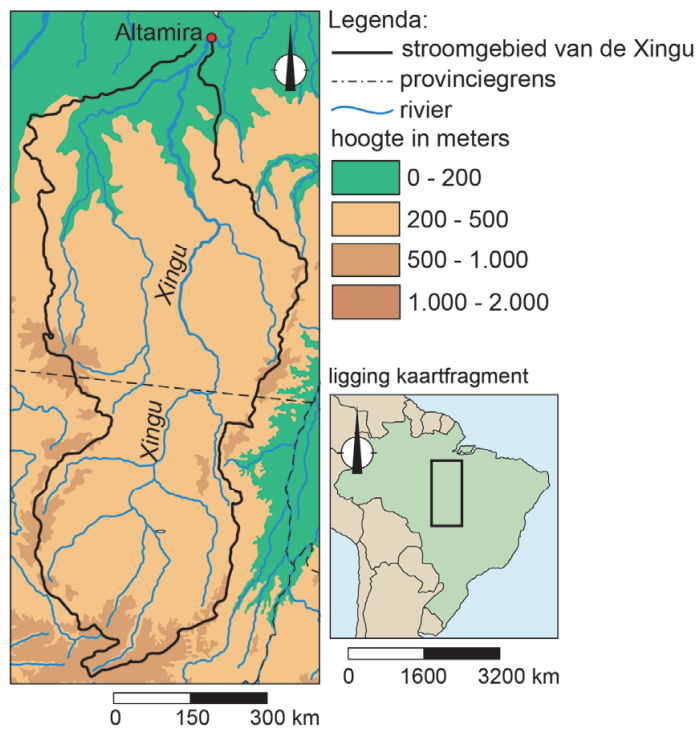 Altamira
Xingu
Xingu
0 150 300 km
Legenda:
stroomgebied van de Xingu
provinciegrens
rivier
hoogte in meters
0 - 200
200 - 500
500 - 1.000
1.000 - 2.000
ligging kaartfragment
0 1600 3200 km